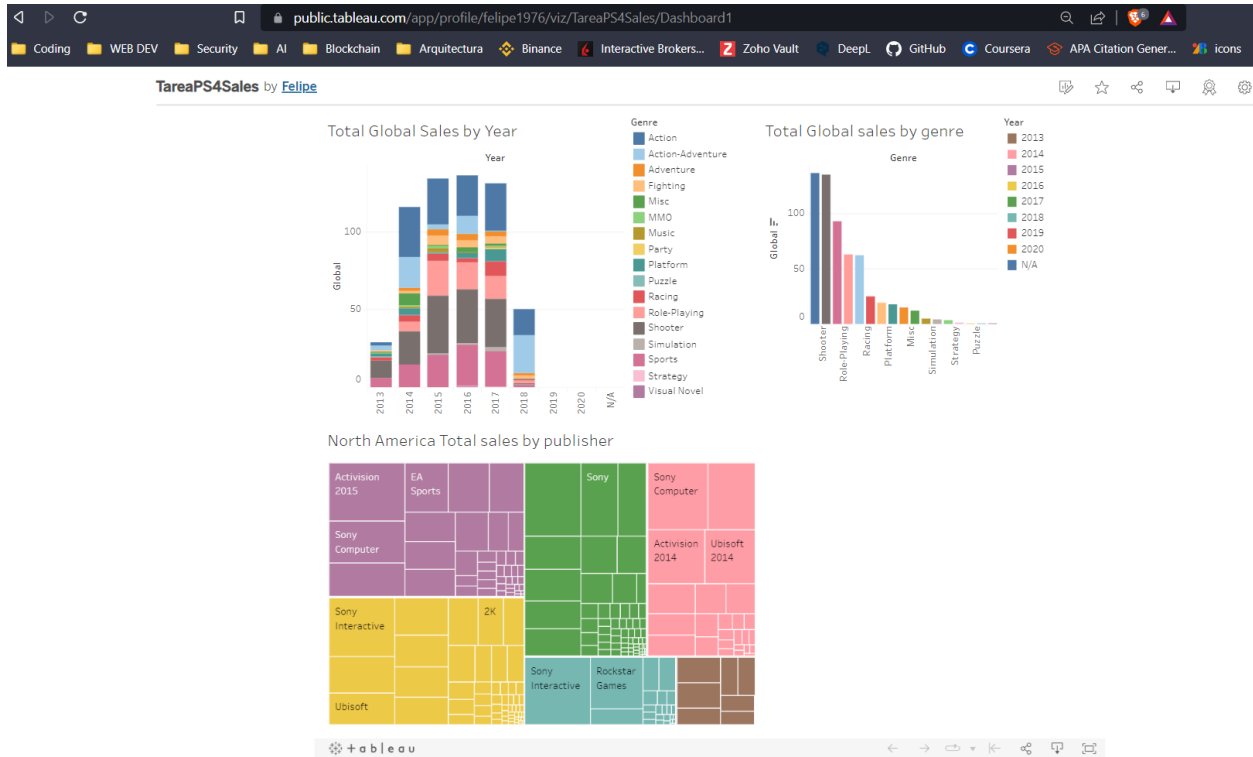 public.tableau.com/app/profile/felipe1976/viz/TareaPS4Sales/Dashboard1
6
Coding WEB DEV Security AI Blockchain Arquitectura Binance Interactive Brokers... Zoho Vault DeepL GitHub Coursera APA Citation Gener... icons
TareaPS4Sales by Felipe
Total Global Sales by Year
Year
Global
100
50
0
2013
2014
2015
2016
2017
2018
2019
2020
N/A
Genre
Action
Action-Adventure
Adventure
Fighting
Misc
MMO
Music
Party
Platform
Puzzle
Racing
Role-Playing
Shooter
Simulation
Sports
Strategy
Visual Novel
Total Global sales by genre
Genre
Global
100
50
0
Shooter
Role-Playing
Racing
Platform
Misc
Simulation
Strategy
Puzzle
Year
2013
2014
2015
2016
2017
2018
2019
2020
N/A
North America Total sales by publisher
Activision
2015
EA
Sports
Sony
Computer
Sony
Sony
Computer
Activision
2014
Ubisoft
2014
Sony
Interactive
2K
Ubisoft
Sony
Interactive
Rockstar
Games
+ableau